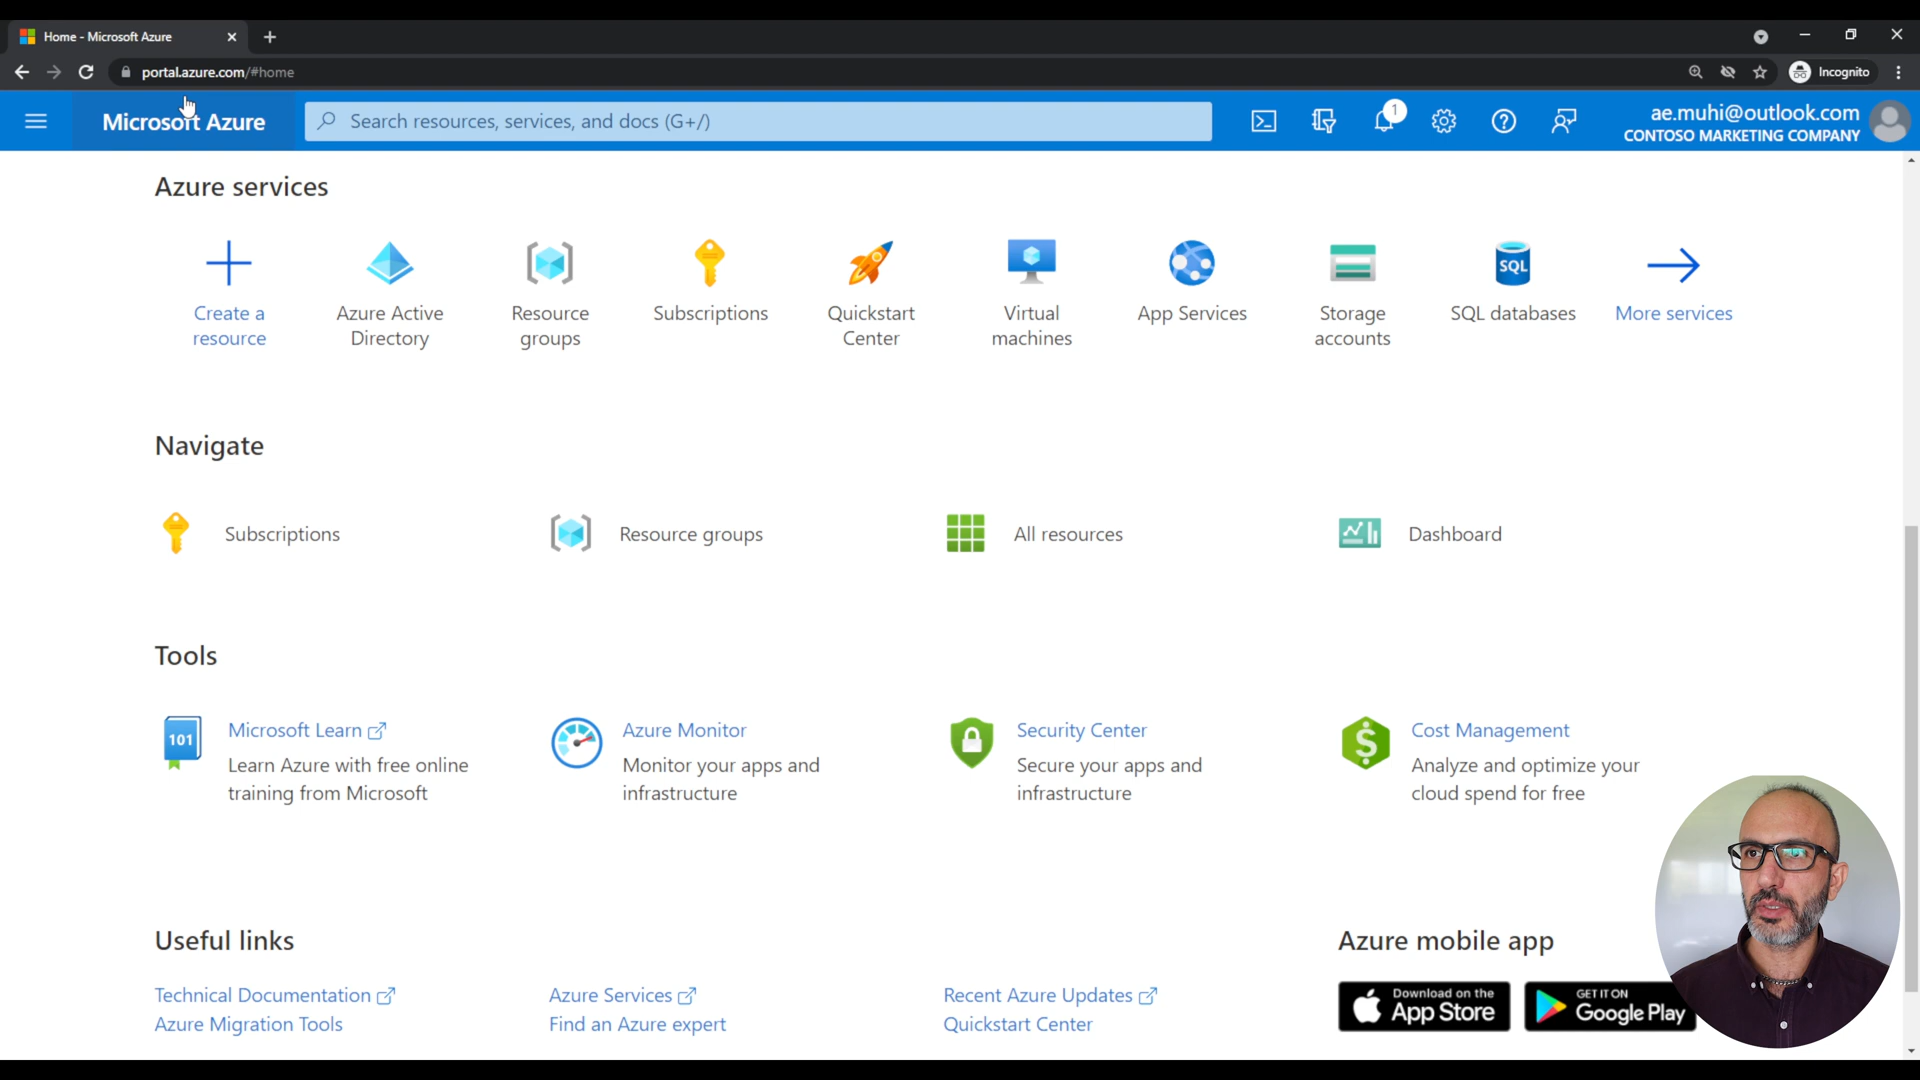 Home - Microsoft Azure
portal.azure.com/#home
Incognito
Microsoft Azure
Search resources, services, and docs (G+/)
1
ae.muhi@outlook.com
CONTOSO MARKETING COMPANY
Azure services
Create a
resource
Azure Active
Directory
Resource
groups
Subscriptions
Quickstart
Center
Virtual
machines
App Services
Storage
accounts
SQL
SQL databases
More services
Navigate
Subscriptions
Resource groups
All resources
Dashboard
Tools
101
Microsoft Learn
Learn Azure with free online
training from Microsoft
Azure Monitor
Monitor your apps and
infrastructure
Security Center
Secure your apps and
infrastructure
$
Cost Management
Analyze and optimize your
cloud spend for free
Useful links
Technical Documentation
Azure Migration Tools
Azure Services
Find an Azure expert
Recent Azure Updates
Quickstart Center
Azure mobile app
Download on the
App Store
GET IT ON
Google Play